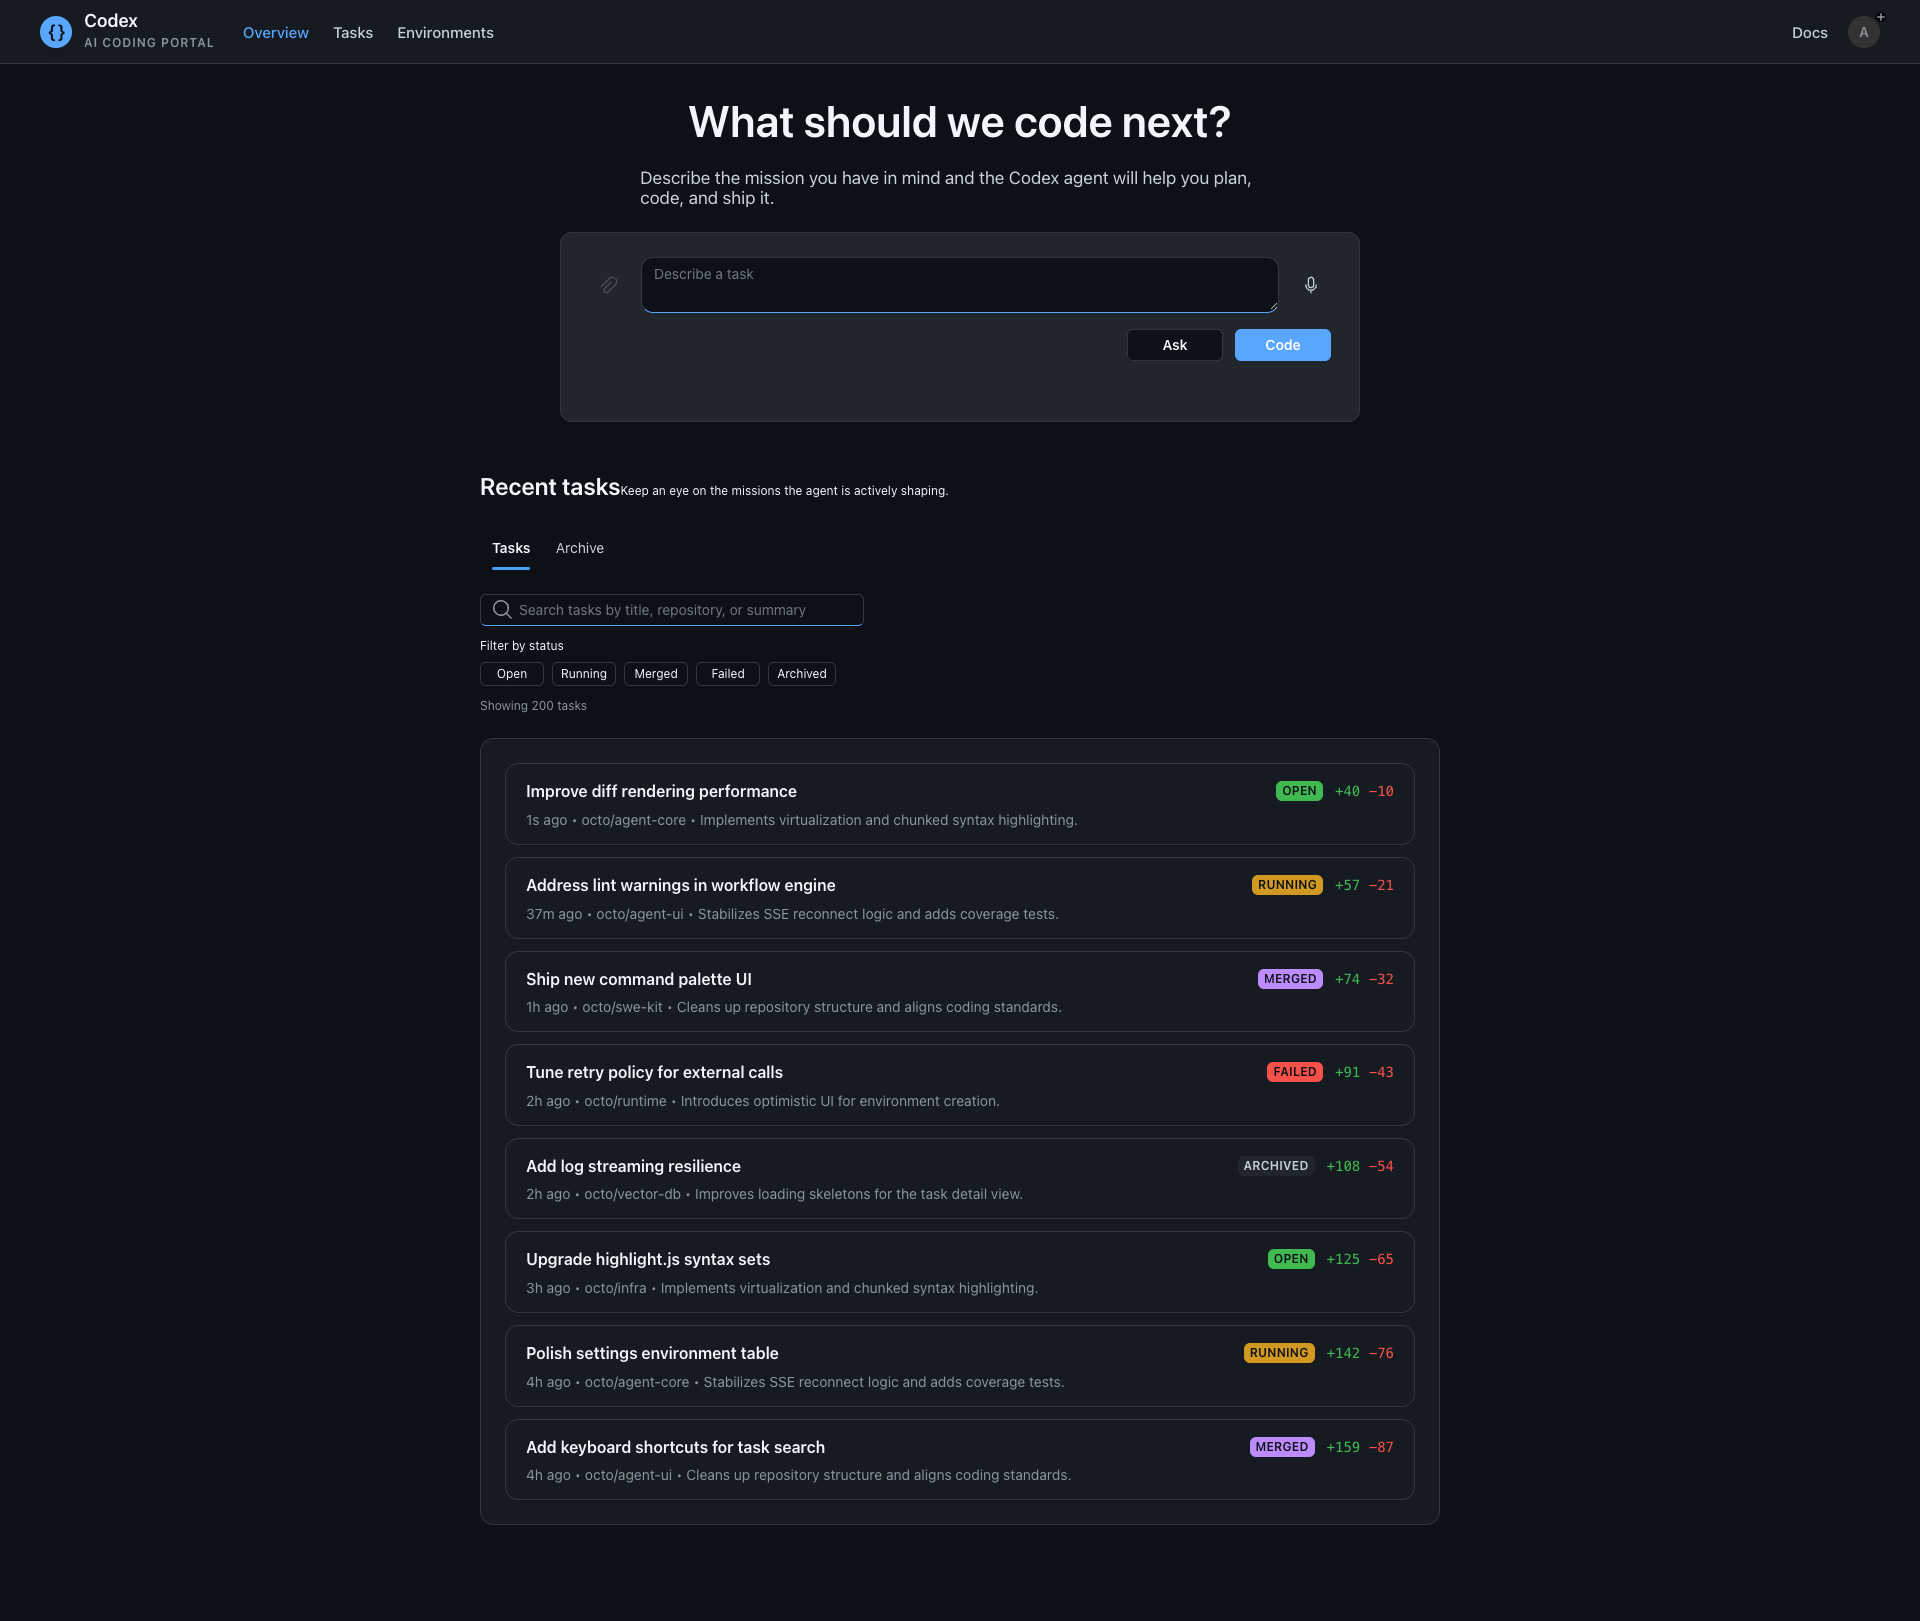 {} Codex
AI CODING PORTAL
Overview Tasks Environments
Docs A
What should we code next?
Describe the mission you have in mind and the Codex agent will help you plan,
code, and ship it.
Describe a task
Ask Code
Recent tasks Keep an eye on the missions the agent is actively shaping.
Tasks Archive
Search tasks by title, repository, or summary
Filter by status
Open Running Merged Failed Archived
Showing 200 tasks
Improve diff rendering performance OPEN +40 −10
1s ago • octo/agent-core • Implements virtualization and chunked syntax highlighting.
Address lint warnings in workflow engine RUNNING +57 −21
37m ago • octo/agent-ui • Stabilizes SSE reconnect logic and adds coverage tests.
Ship new command palette UI MERGED +74 −32
1h ago • octo/swe-kit • Cleans up repository structure and aligns coding standards.
Tune retry policy for external calls FAILED +91 −43
2h ago • octo/runtime • Introduces optimistic UI for environment creation.
Add log streaming resilience ARCHIVED +108 −54
2h ago • octo/vector-db • Improves loading skeletons for the task detail view.
Upgrade highlight.js syntax sets OPEN +125 −65
3h ago • octo/infra • Implements virtualization and chunked syntax highlighting.
Polish settings environment table RUNNING +142 −76
4h ago • octo/agent-core • Stabilizes SSE reconnect logic and adds coverage tests.
Add keyboard shortcuts for task search MERGED +159 −87
4h ago • octo/agent-ui • Cleans up repository structure and aligns coding standards.